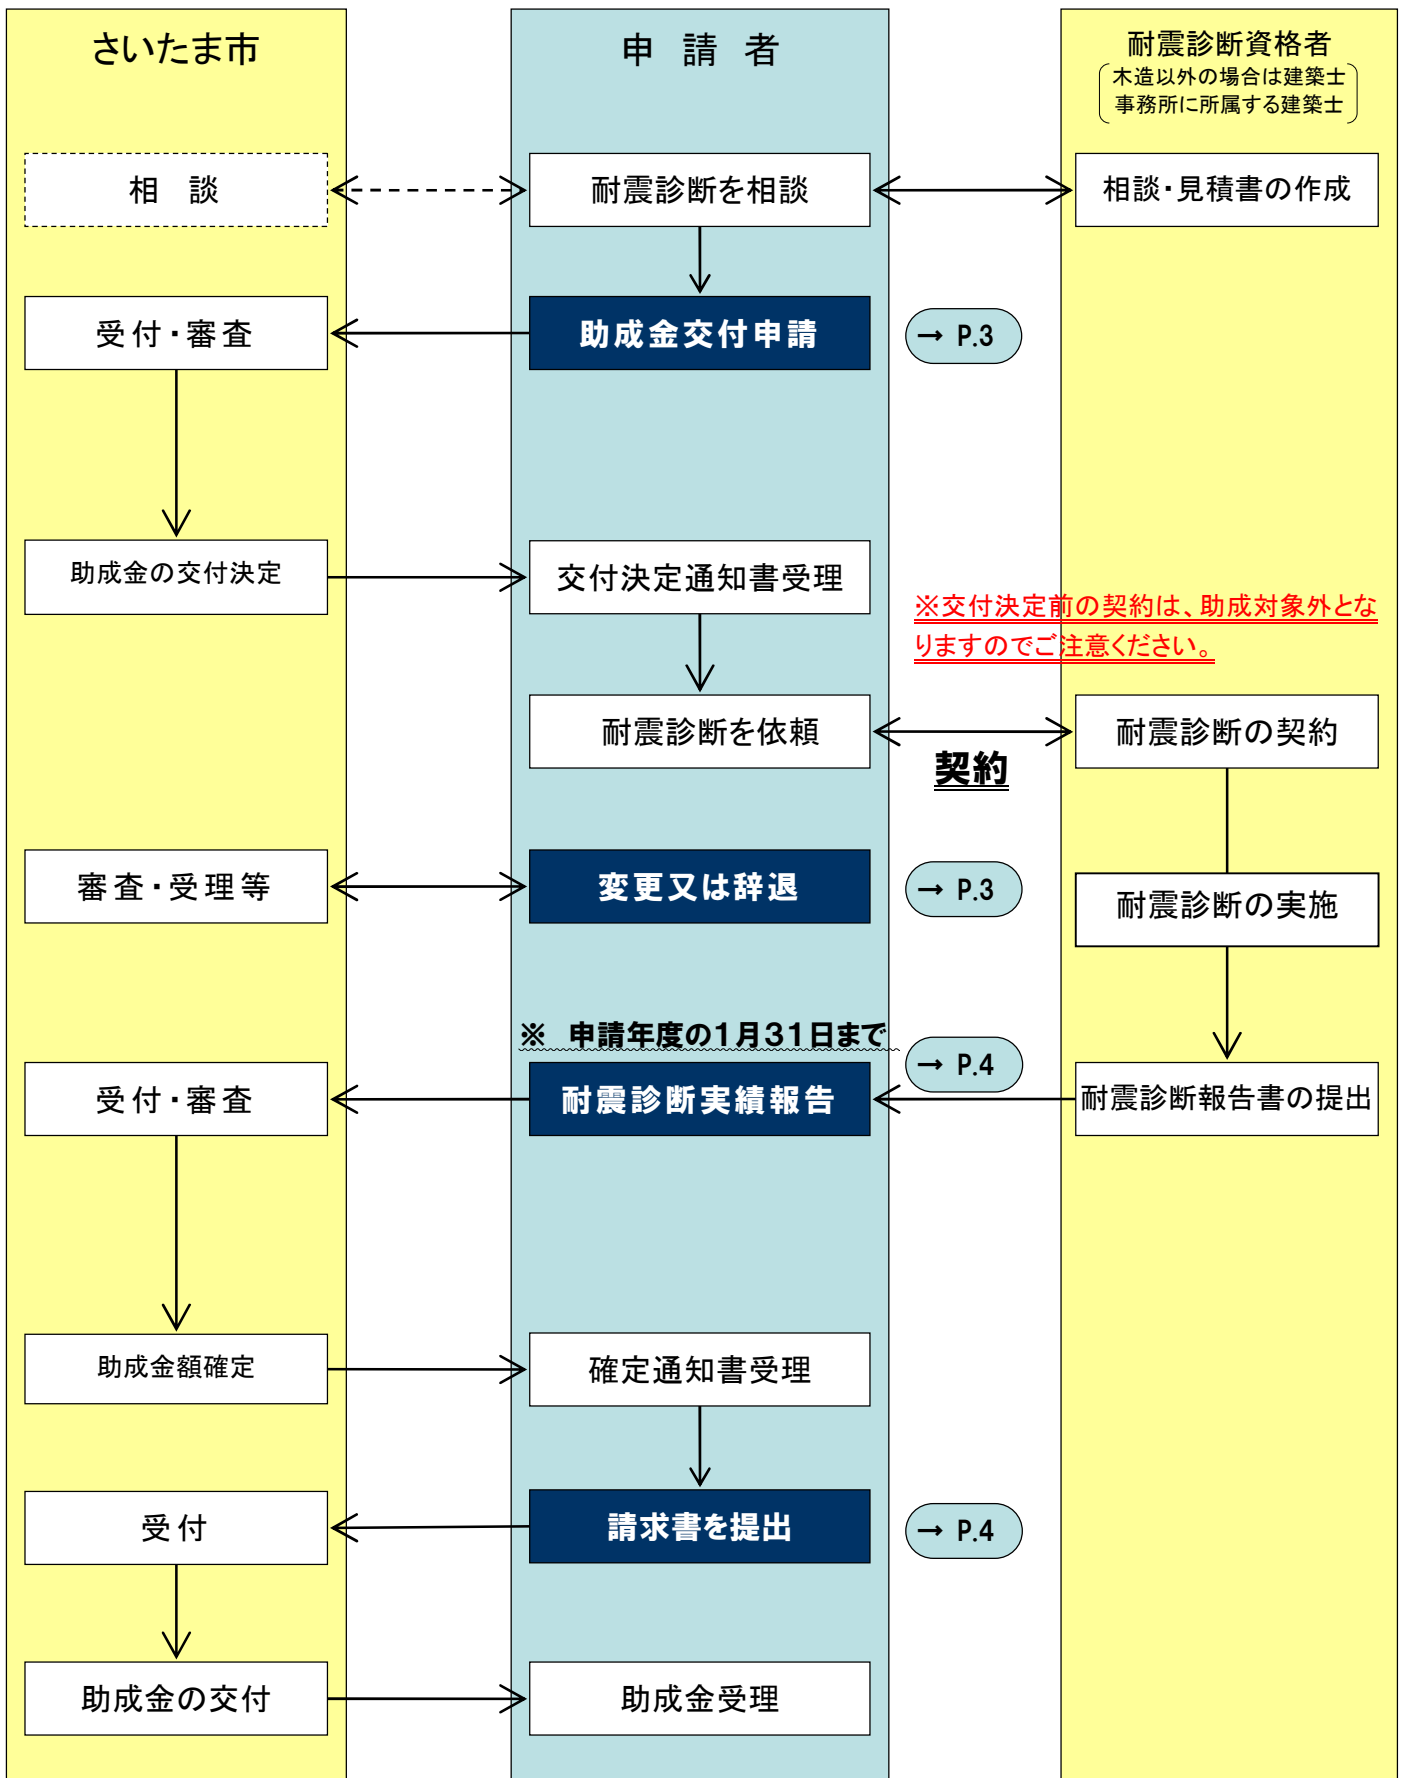 さいたま市
申 請 者
耐震診断資格者
木造以外の場合は建築士
事務所に所属する建築士
相 談
耐震診断を相談
相談・見積書の作成
受付・審査
助成金交付申請
→ P.3
助成金の交付決定
交付決定通知書受理
※交付決定前の契約は、助成対象外とな
りますのでご注意ください。
耐震診断を依頼
契約
耐震診断の契約
審査・受理等
変更又は辞退
→ P.3
耐震診断の実施
※ 申請年度の1月31日まで
→ P.4
受付・審査
耐震診断実績報告
耐震診断報告書の提出
助成金額確定
確定通知書受理
受付
請求書を提出
→ P.4
助成金の交付
助成金受理